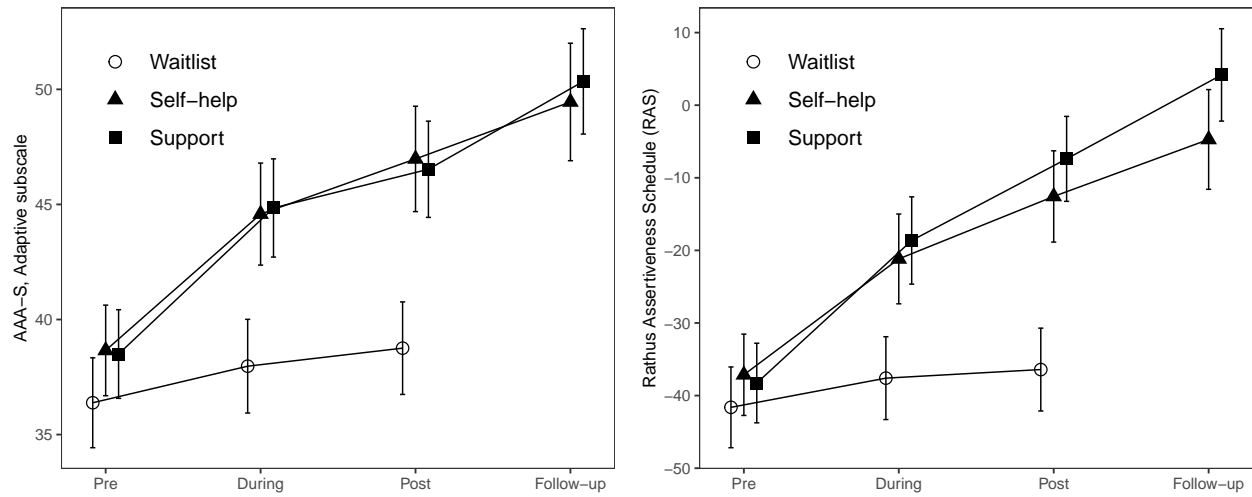 AAA−S, Adaptive subscale
50
45
40
35
Waitlist
Self−help
Support
Pre During Post Follow−up
Rathus Assertiveness Schedule (RAS)
10
0
−10
−20
−30
−40
−50
Waitlist
Self−help
Support
Pre During Post Follow−up